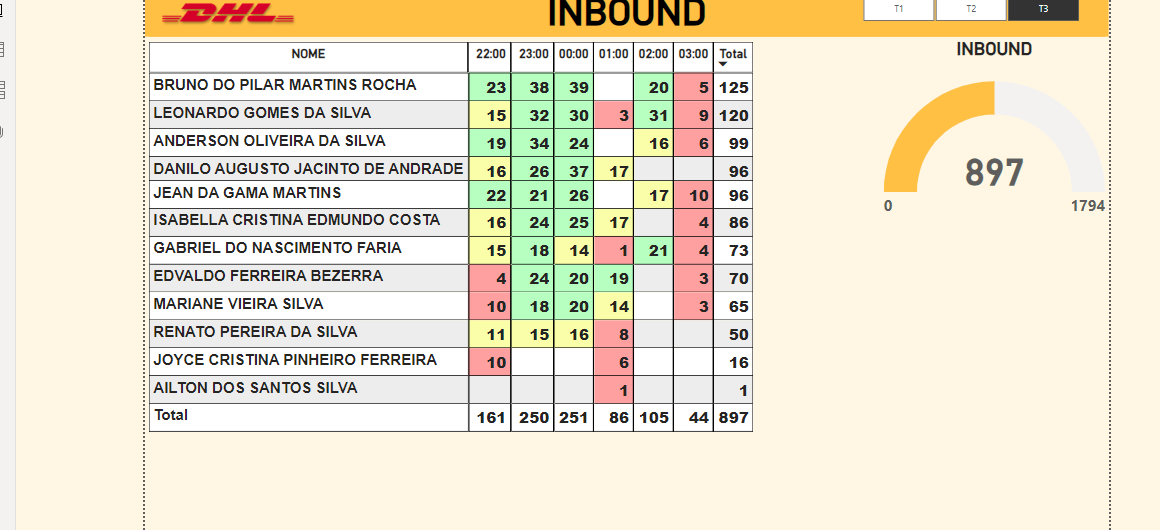 DHL
INBOUND
T1 T2 T3
NOME 22:00 23:00 00:00 01:00 02:00 03:00 Total
BRUNO DO PILAR MARTINS ROCHA 23 38 39 20 5 125
LEONARDO GOMES DA SILVA 15 32 30 3 31 9 120
ANDERSON OLIVEIRA DA SILVA 19 34 24 16 6 99
DANILO AUGUSTO JACINTO DE ANDRADE 16 26 37 17 96
JEAN DA GAMA MARTINS 22 21 26 17 10 96
ISABELLA CRISTINA EDMUNDO COSTA 16 24 25 17 4 86
GABRIEL DO NASCIMENTO FARIA 15 18 14 1 21 4 73
EDVALDO FERREIRA BEZERRA 4 24 20 19 3 70
MARIANE VIEIRA SILVA 10 18 20 14 3 65
RENATO PEREIRA DA SILVA 11 15 16 8 50
JOYCE CRISTINA PINHEIRO FERREIRA 10 6 16
AILTON DOS SANTOS SILVA 1 1
Total 161 250 251 86 105 44 897
INBOUND
897
0 1794